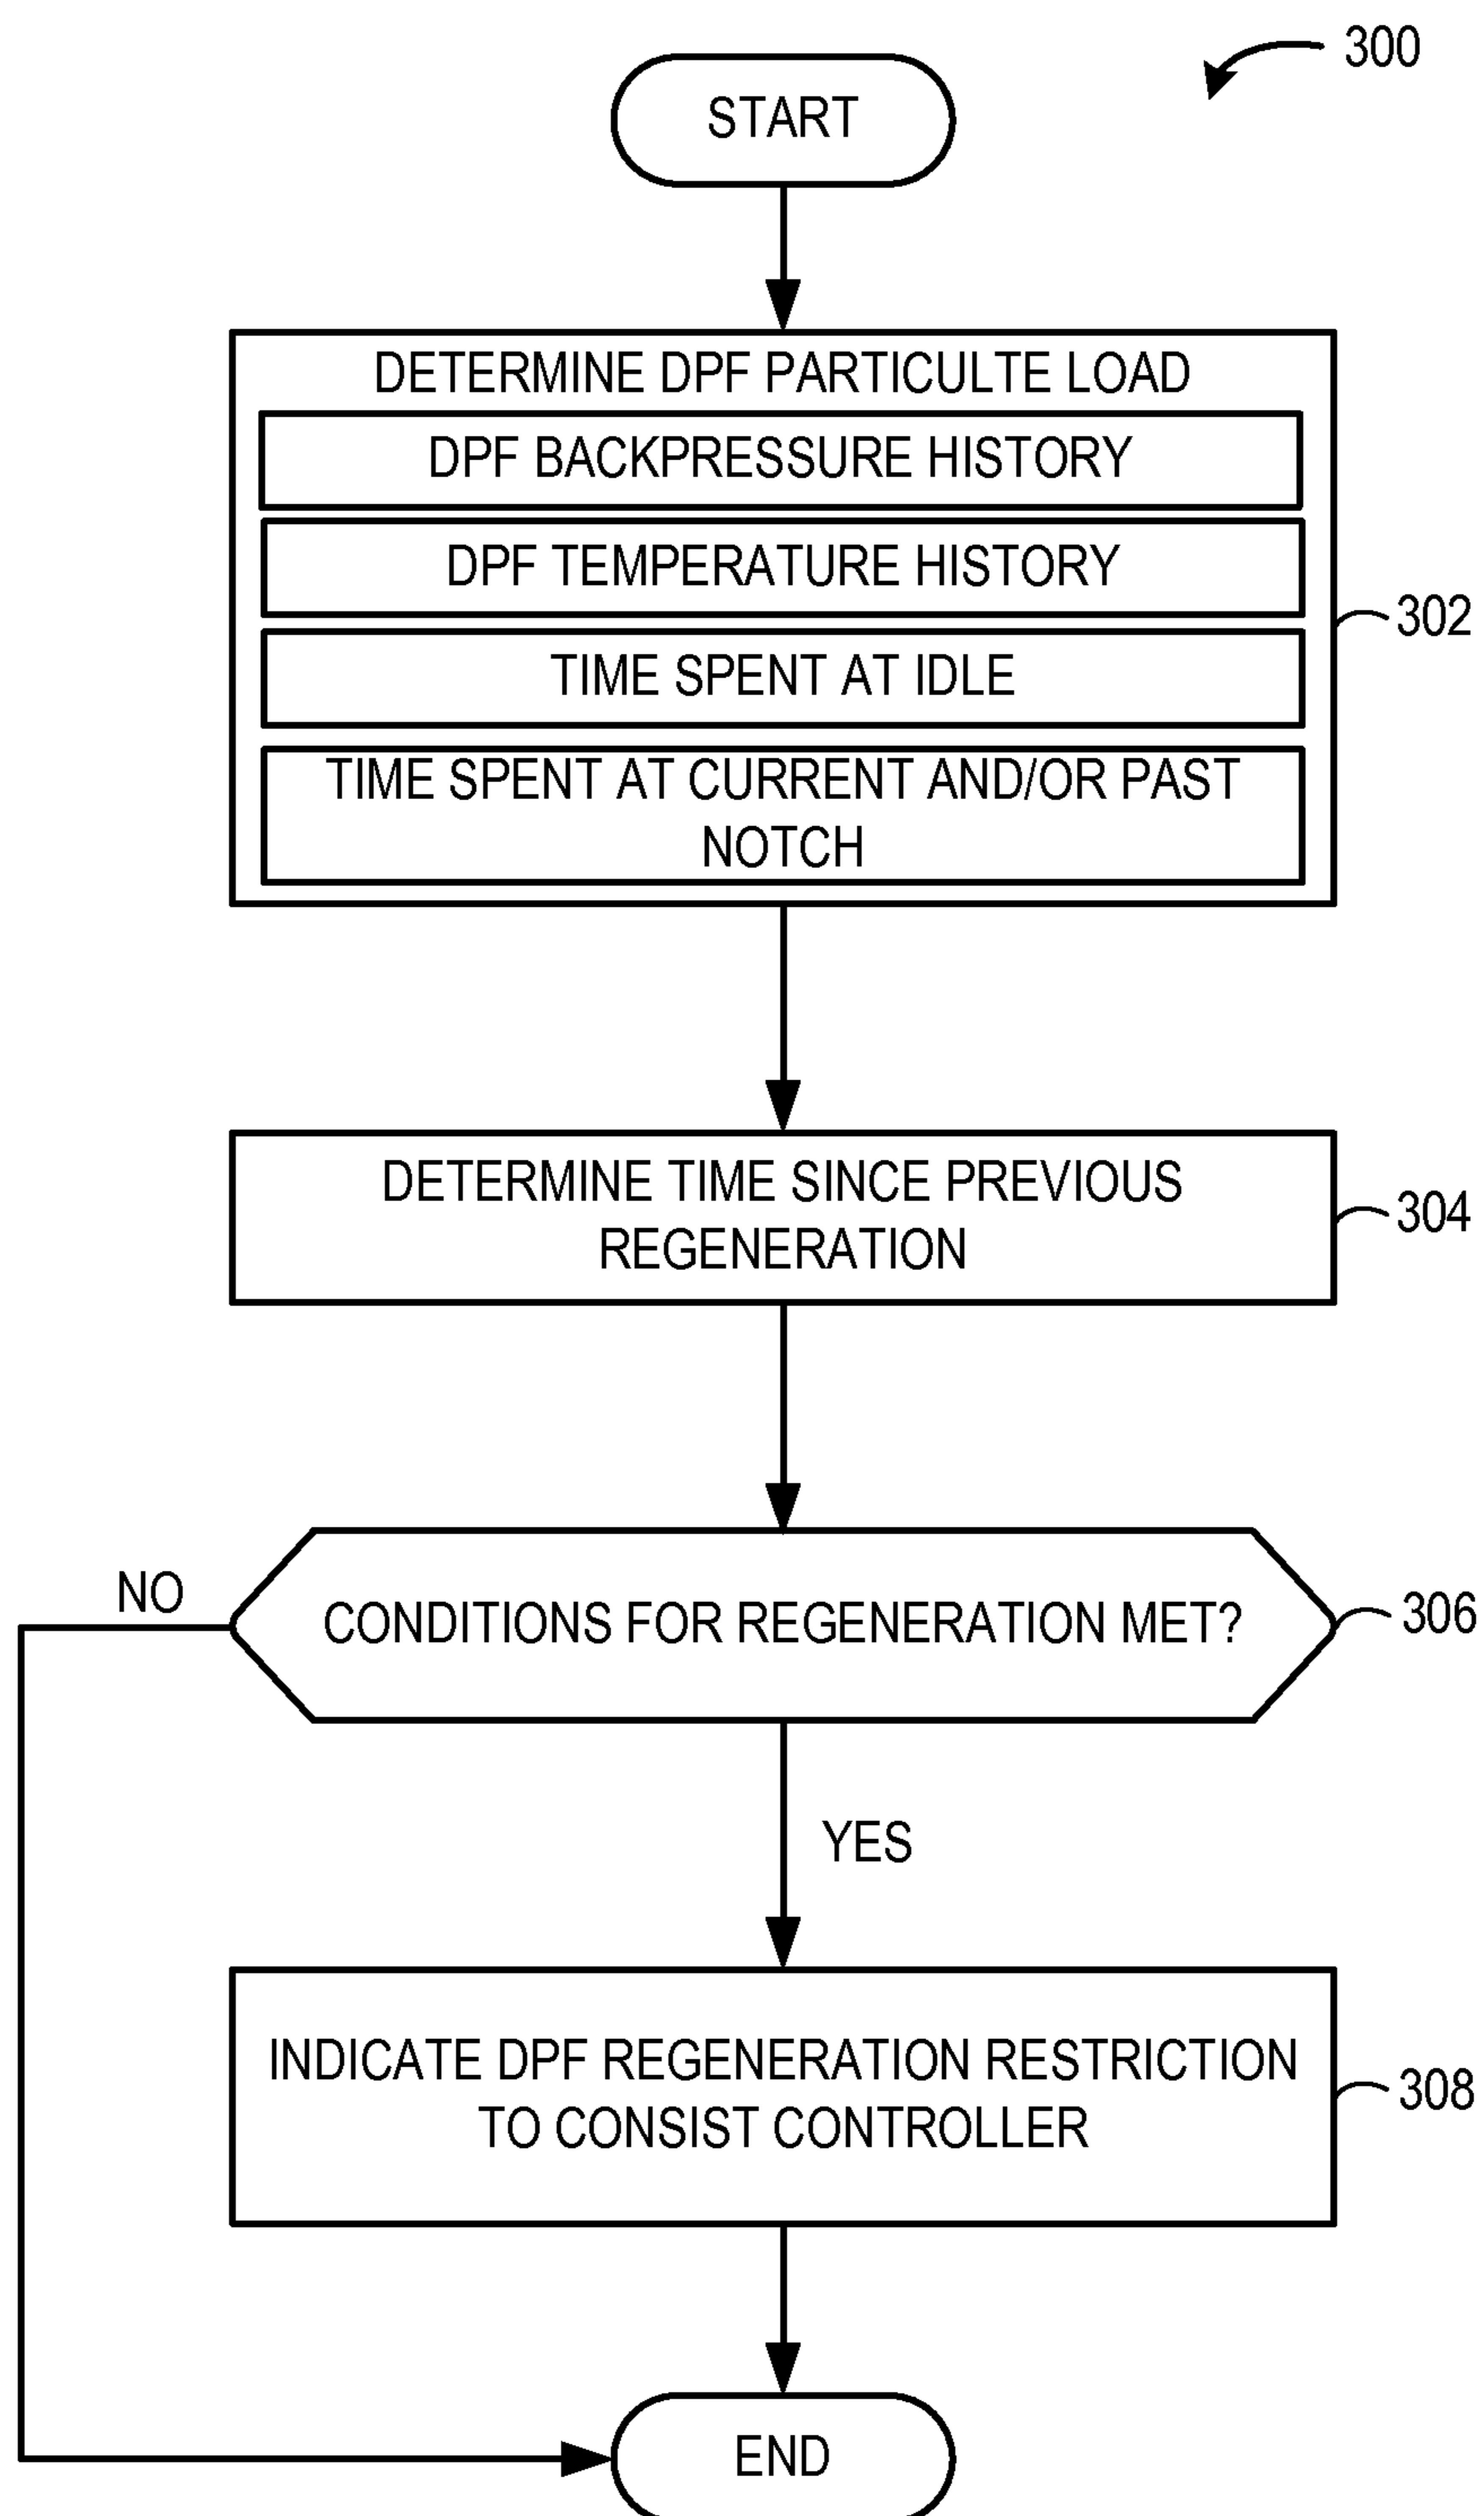 300
START
DETERMINE DPF PARTICULTE LOAD
DPF BACKPRESSURE HISTORY
DPF TEMPERATURE HISTORY
302
TIME SPENT AT IDLE
TIME SPENT AT CURRENT AND/OR PAST
NOTCH
DETERMINE TIME SINCE PREVIOUS
REGENERATION
304
NO
CONDITIONS FOR REGENERATION MET?
306
YES
INDICATE DPF REGENERATION RESTRICTION
TO CONSIST CONTROLLER
308
END